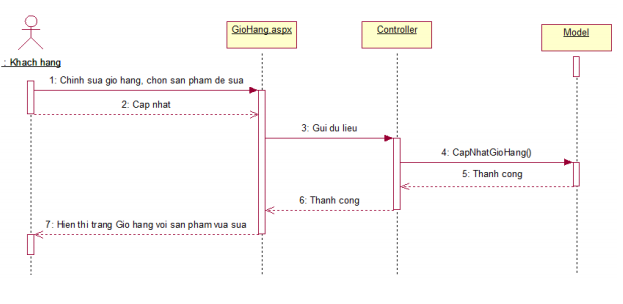 GioHang.aspx
Controller
Model
: Khach hang
1: Chinh sua gio hang, chon san pham de sua
2: Cap nhat
3: Gui du lieu
4: CapNhatGioHang()
5: Thanh cong
6: Thanh cong
7: Hien thi trang Gio hang voi san pham vua sua